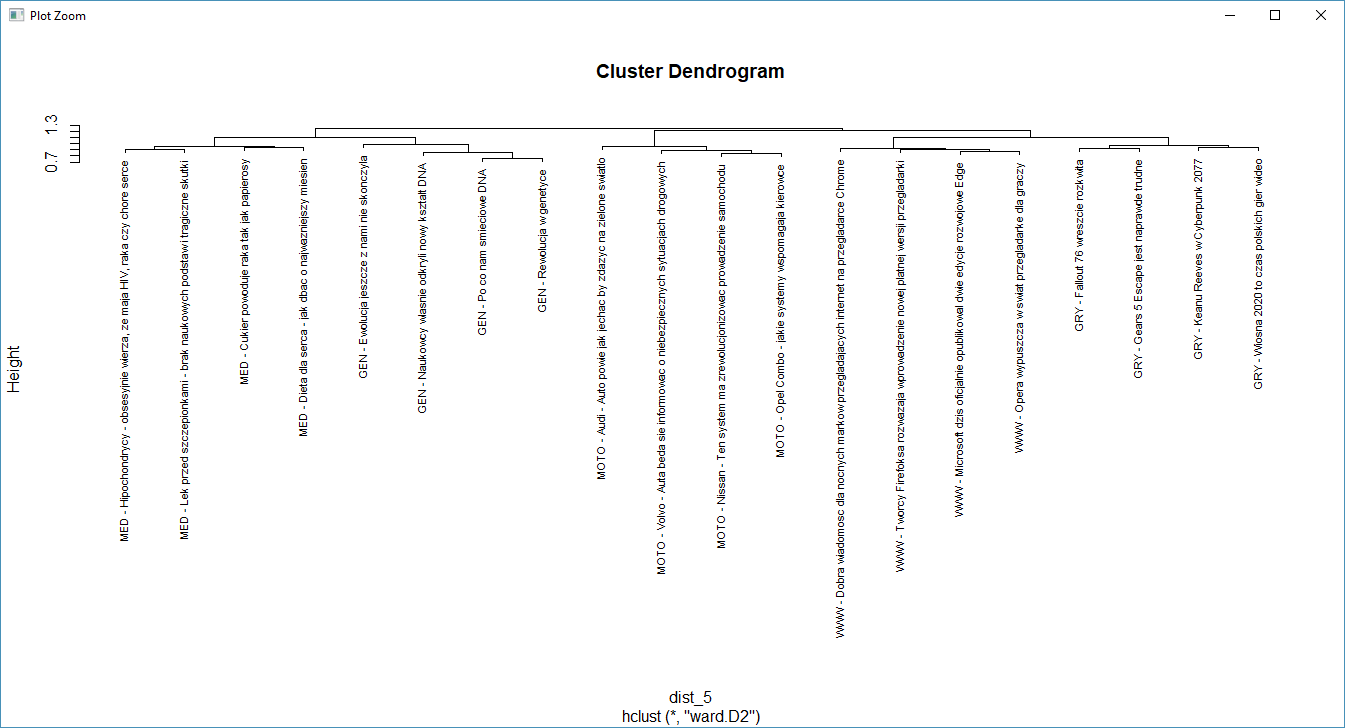 Plot Zoom
Cluster Dendrogram
1.3
0.7
Height
MED - Hipochondrycy - obsesyjnie wierza, ze maja HIV, raka czy chore serce
MED - Lek przed szczepionkami - brak naukowych podstaw i tragiczne skutki
MED - Cukier powoduje raka tak jak papierosy
MED - Dieta dla serca - jak dbac o najwazniejszy miesien
GEN - Ewolucja jeszcze z nami nie skonczyla
GEN - Naukowcy wlasnie odkryli nowy ksztalt DNA
GEN - Po co nam smieciowe DNA
GEN - Rewolucja w genetyce
MOTO - Audi - Auto powie jak jechac by zdazyc na zielone swiatlo
MOTO - Volvo - Auta beda sie informowac o niebezpiecznych sytuacjach drogowych
MOTO - Nissan - Ten system ma zrewolucjonizowac prowadzenie samochodu
MOTO - Opel Combo - jakie systemy wspomagaja kierowce
WWW - Dobra wiadomosc dla nocnych markow przegladajacych internet na przegladarce Chrome
WWW - Tworcy Firefoksa rozwazaja wprowadzenie nowej platnej wersji przegladarki
WWW - Microsoft dzis oficjalnie opublikowal dwie edycje rozwojowe Edge
WWW - Opera wypuszcza w swiat przegladarke dla graczy
GRY - Fallout 76 wreszcie rozkwita
GRY - Gears 5 Escape jest naprawde trudne
GRY - Keanu Reeves w Cyberpunk 2077
GRY - Wiosna 2020 to czas polskich gier wideo
dist_5
hclust (*, "ward.D2")